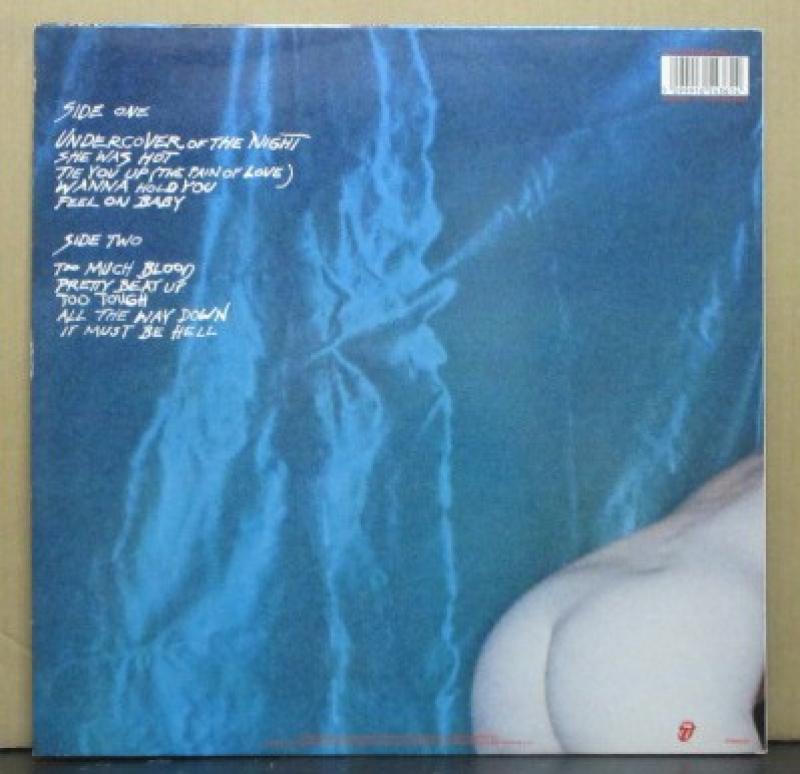 SIDE ONE
UNDERCOVER OF THE NIGHT
SHE WAS HOT
TIE YOU UP (THE PAIN OF LOVE)
WANNA HOLD YOU
FEEL ON BABY
SIDE TWO
TOO MUCH BLOOD
PRETTY BEAT UP
TOO TOUGH
ALL THE WAY DOWN
IT MUST BE HELL